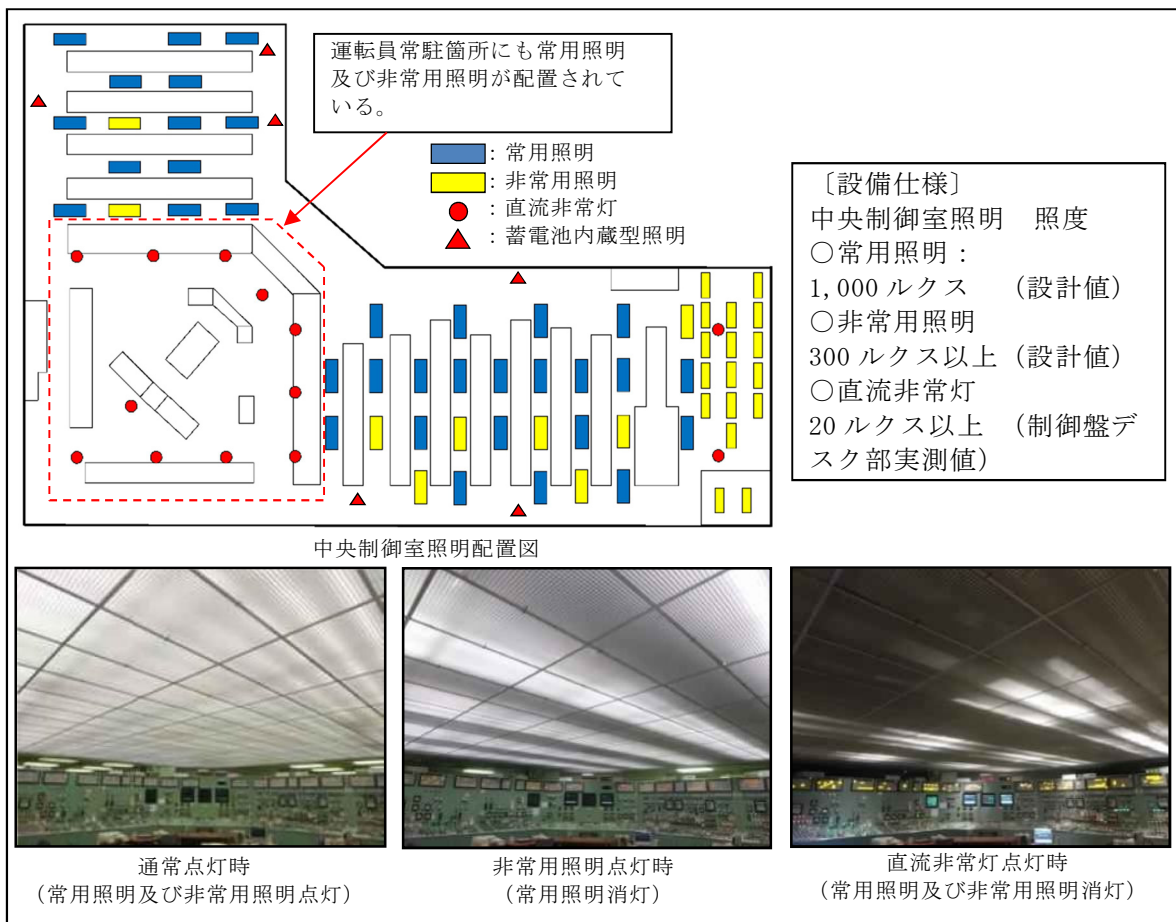 運転員常駐箇所にも常用照明
及び非常用照明が配置されて
いる。
：常用照明
：非常用照明
：直流非常灯
：蓄電池内蔵型照明
〔設備仕様〕
中央制御室照明　照度
○常用照明：
1,000 ルクス　（設計値）
○非常用照明
300 ルクス以上（設計値）
○直流非常灯
20 ルクス以上　（制御盤デ
スク部実測値）
中央制御室照明配置図
通常点灯時
（常用照明及び非常用照明点灯）
非常用照明点灯時
（常用照明消灯）
直流非常灯点灯時
（常用照明及び非常用照明消灯）